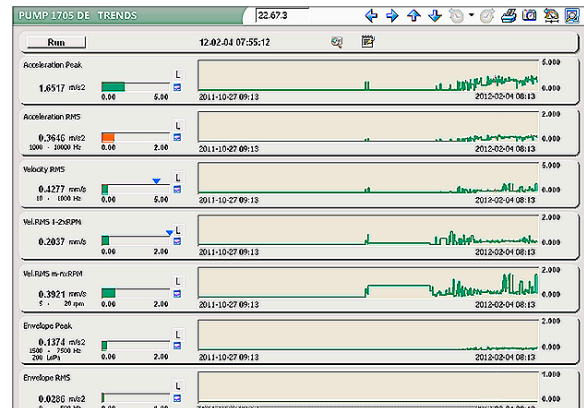 PUMP 1705 DE TRENDS 22.67.3
Run 12-02-04 07:55:12
Acceleration Peak L 5.000
1.6517 m/s2 0.000
0.00 5.00 2011-10-27 09:13 2012-02-04 08:13
Acceleration RMS L 2.000
0.3646 m/s2 0.000
1000 - 10000 Hz 0.00 2.00 2011-10-27 09:13 2012-02-04 08:13
Velocity RMS L 5.000
0.4277 mm/s 0.000
10 - 1000 Hz 0.00 5.00 2011-10-27 09:13 2012-02-04 08:13
Vel.RMS 1-2xRPM L 2.000
0.2037 mm/s 0.000
0.00 2.00 2011-10-27 09:13 2012-02-04 08:13
Vel.RMS m-nxRPM L 2.000
0.3921 mm/s 0.000
5 - 20 rpm 0.00 2.00 2011-10-27 09:13 2012-02-04 08:13
Envelope Peak L 2.000
0.1374 m/s2 0.000
1500 - 7500 Hz
200 LoPa 0.00 2.00 2011-10-27 09:13 2012-02-04 08:13
Envelope RMS L 1.000
0.0286 m/s2 0.000